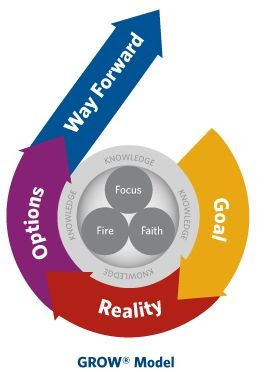 Way Forward
KNOWLEDGE
Focus
KNOWLEDGE
KNOWLEDGE
Options
Goal
Fire
Faith
KNOWLEDGE
Reality
GROW® Model